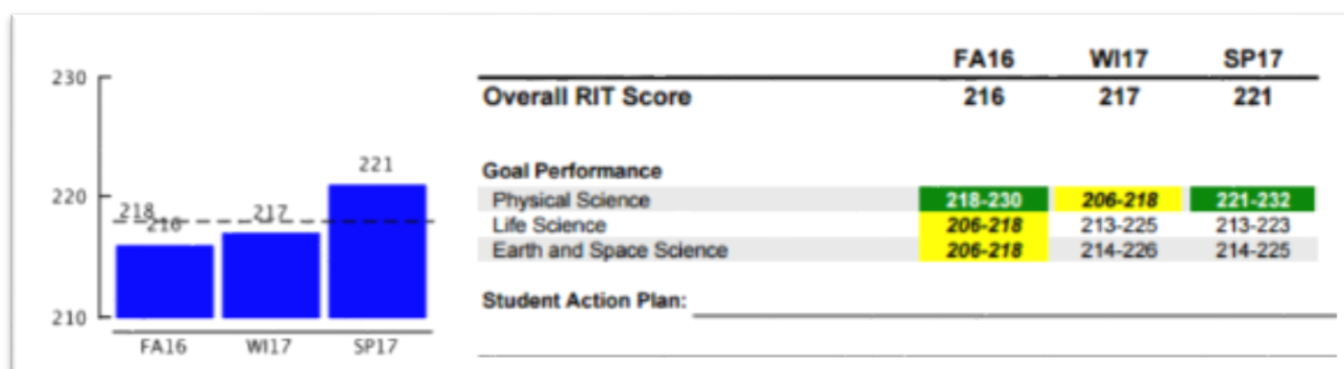 230
220
210
218
216
217
221
FA16 WI17 SP17
FA16 WI17 SP17
Overall RIT Score 216 217 221
Goal Performance
Physical Science 218-230 206-218 221-232
Life Science 206-218 213-225 213-223
Earth and Space Science 206-218 214-226 214-225
Student Action Plan: